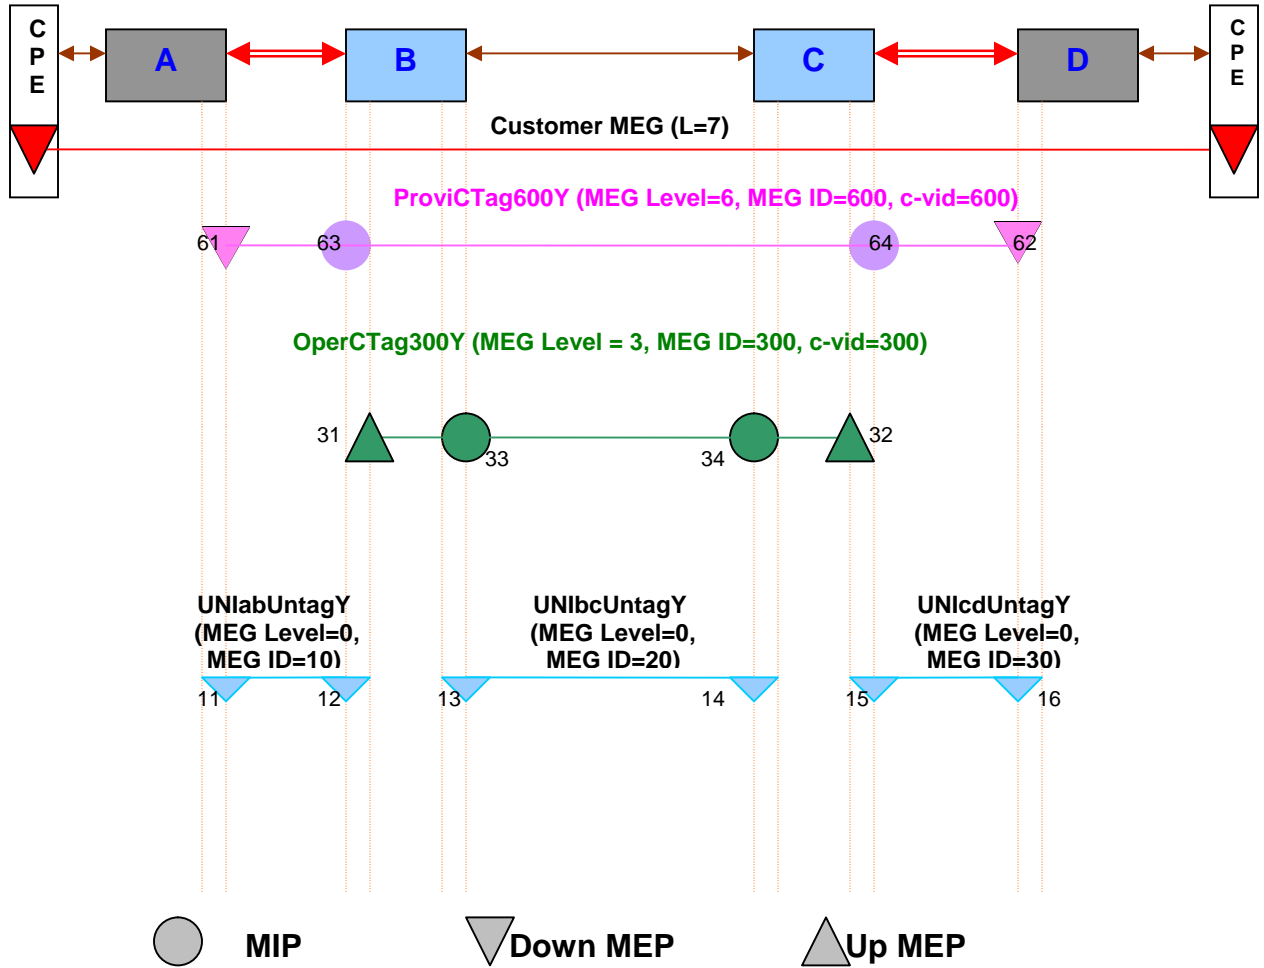 C
P
E
A
B
C
D
C
P
E
Customer MEG (L=7)
ProviCTag600Y (MEG Level=6, MEG ID=600, c-vid=600)
61
63
64
62
OperCTag300Y (MEG Level = 3, MEG ID=300, c-vid=300)
31
33
34
32
UNIabUntagY
(MEG Level=0,
MEG ID=10)
UNIbcUntagY
(MEG Level=0,
MEG ID=20)
UNIcdUntagY
(MEG Level=0,
MEG ID=30)
11
12
13
14
15
16
MIP
Down MEP
Up MEP